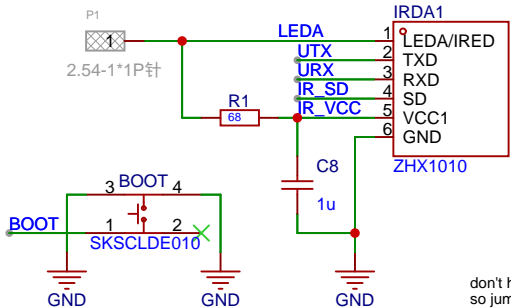 P1
1
2.54-1*1P针
LEDA
UTX
URX
IR_SD
IR_VCC
R1
68
C8
1u
IRDA1
1 LEDA/IRED
2 TXD
3 RXD
4 SD
5 VCC1
6 GND
ZHX1010
3 BOOT 4
BOOT
1 2
SKSCLDE010
GND
GND
GND
don't h
so jum